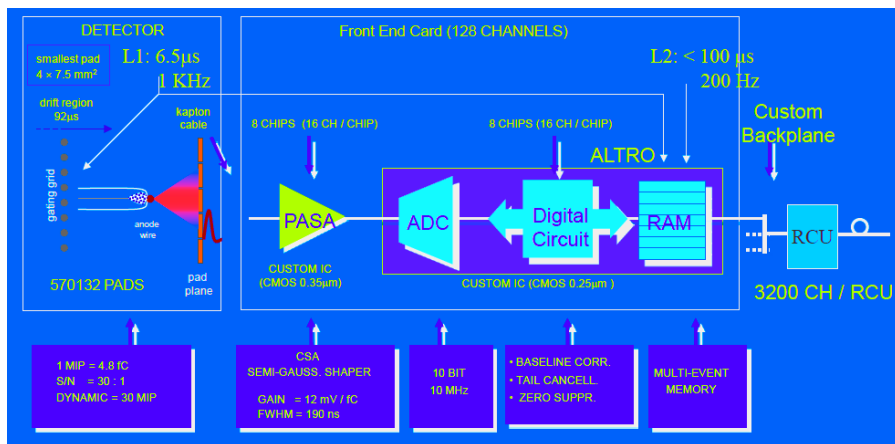 DETECTOR
Front End Card (128 CHANNELS)
smallest pad
4 × 7.5 mm²
L1: 6.5µs
1 KHz
L2: < 100 µs
200 Hz
drift region
92µs
kapton
cable
8 CHIPS (16 CH / CHIP)
8 CHIPS (16 CH / CHIP)
Custom
Backplane
ALTRO
gating grid
anode
wire
PASA
ADC
Digital
Circuit
RAM
RCU
pad
plane
CUSTOM IC
(CMOS 0.35µm)
CUSTOM IC (CMOS 0.25µm )
570132 PADS
3200 CH / RCU
1 MIP = 4.8 fC
S/N = 30 : 1
DYNAMIC = 30 MIP
CSA
SEMI-GAUSS. SHAPER
GAIN = 12 mV / fC
FWHM = 190 ns
10 BIT
10 MHz
• BASELINE CORR.
• TAIL CANCELL.
• ZERO SUPPR.
MULTI-EVENT
MEMORY